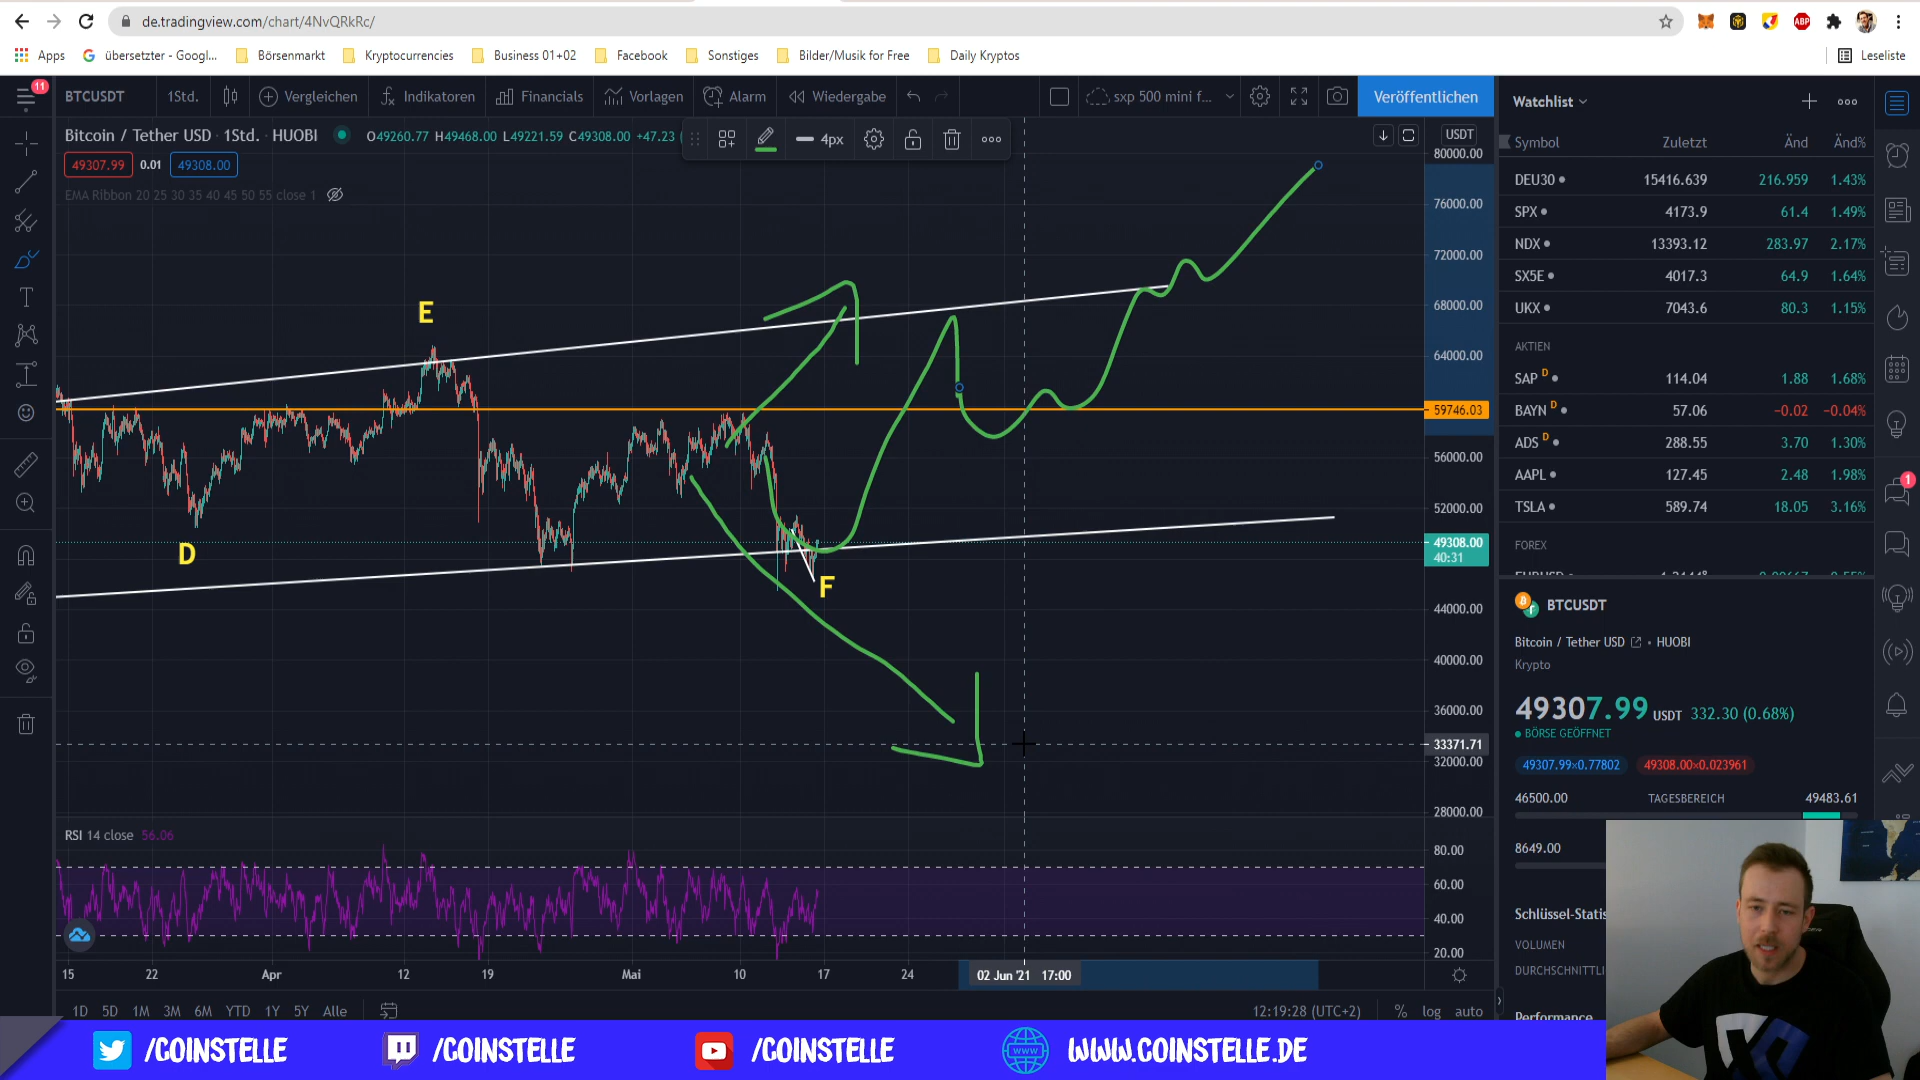 de.tradingview.com/chart/4NvQRkRc/
Apps
übersetzter - Googl...
Börsenmarkt
Kryptocurrencies
Business 01+02
Facebook
Sonstiges
Bilder/Musik for Free
Daily Kryptos
Leseliste
11
BTCUSDT
1Std.
Vergleichen
Indikatoren
Financials
Vorlagen
Alarm
Wiedergabe
sxp 500 mini f...
Veröffentlichen
Watchlist
Bitcoin / Tether USD · 1Std. · HUOBI
O49260.77 H49468.00 L49221.59 C49308.00 +47.23
4px
USDT
49307.99
0.01
49308.00
EMA Ribbon 20 25 30 35 40 45 50 55 close 1
Symbol Zuletzt Änd Änd%
DEU30 15416.639 216.959 1.43%
SPX 4173.9 61.4 1.49%
NDX 13393.12 283.97 2.17%
SX5E 4017.3 64.9 1.64%
UKX 7043.6 80.3 1.15%
AKTIEN
SAP D 114.04 1.88 1.68%
BAYN D 57.06 −0.02 −0.04%
ADS D 288.55 3.70 1.30%
AAPL 127.45 2.48 1.98%
TSLA 589.74 18.05 3.16%
FOREX
80000.00
76000.00
72000.00
68000.00
64000.00
59746.03
56000.00
52000.00
49308.00
40:31
44000.00
40000.00
36000.00
33371.71
32000.00
28000.00
E
D
F
BTCUSDT
Bitcoin / Tether USD • HUOBI
Krypto
49307.99 USDT 332.30 (0.68%)
BÖRSE GEÖFFNET
49307.99×0.77802
49308.00×0.023961
46500.00 TAGESBEREICH 49483.61
8649.00
Schlüssel-Statis
VOLUMEN
DURCHSCHNITTLI
Performance
1
RSI 14 close 56.06
80.00
60.00
40.00
20.00
15 22 Apr 12 19 Mai 10 17 24
02 Jun '21 17:00
1D 5D 1M 3M 6M YTD 1Y 5Y Alle
12:19:28 (UTC+2)
% log auto
/COINSTELLE
/COINSTELLE
/COINSTELLE
WWW
WWW.COINSTELLE.DE
ABP